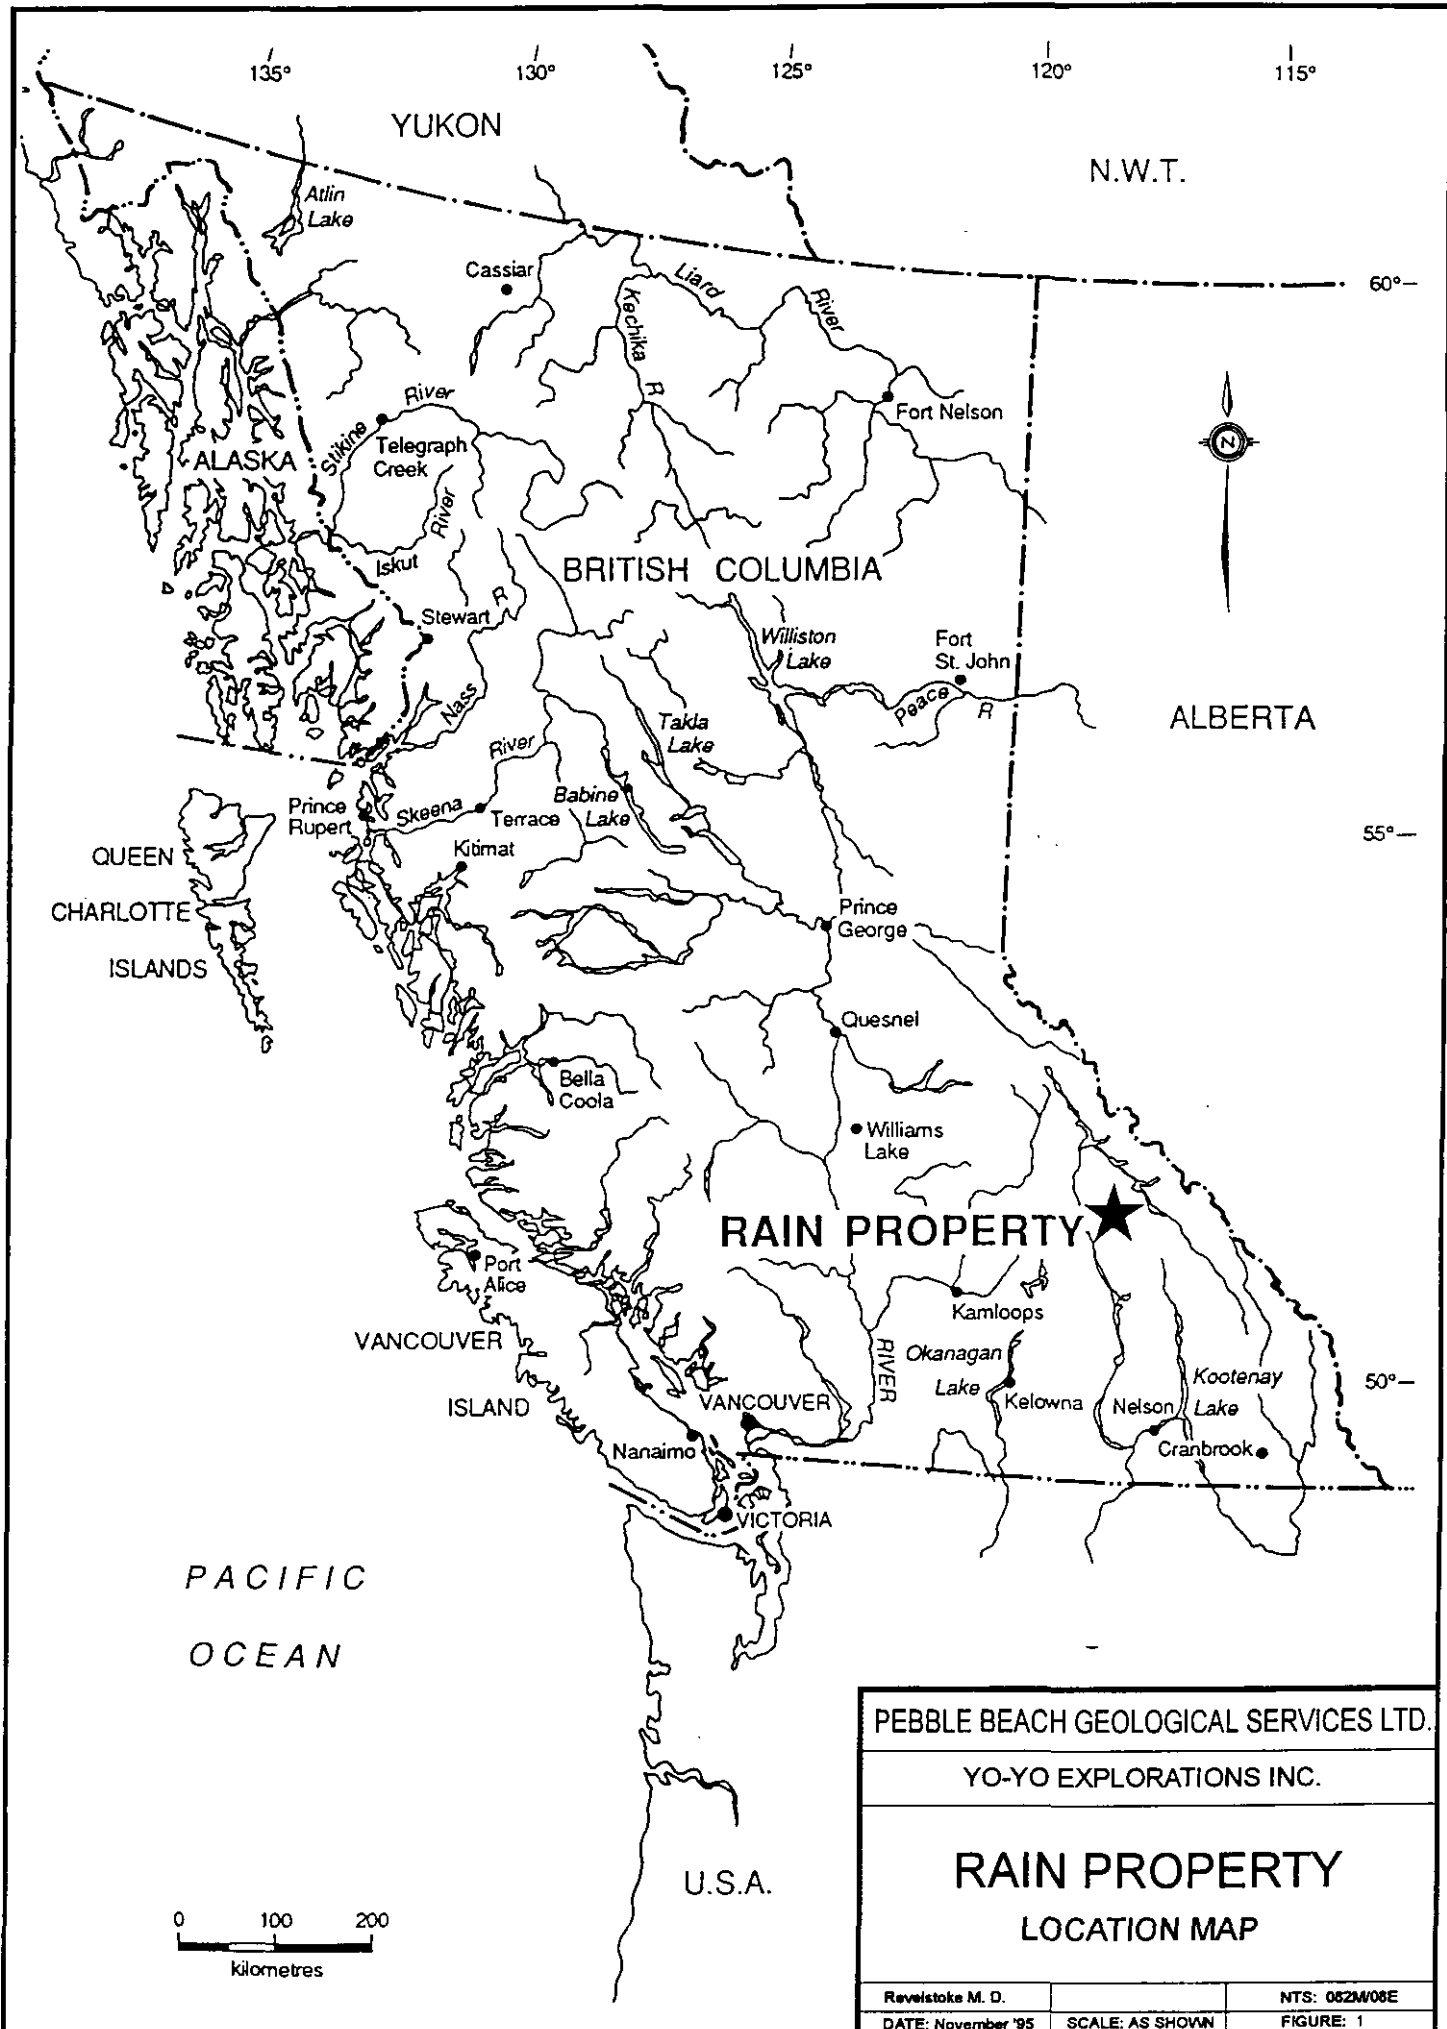 135°
130°
125°
120°
115°
YUKON
N.W.T.
Atlin
Lake
Cassiar
Liard
River
Kechika
R
60°
Fort Nelson
Stikine
River
Telegraph
Creek
ALASKA
River
Iskut
BRITISH COLUMBIA
Stewart
R
Nass
Williston
Lake
Fort
St. John
Peace
R
ALBERTA
Takla
Lake
River
Skeena
Babine
Lake
Prince
Rupert
Terrace
Kitimat
55°
QUEEN
CHARLOTTE
ISLANDS
Prince
George
Quesnel
Bella
Coola
Williams
Lake
RAIN PROPERTY
Port
Alice
Kamloops
VANCOUVER
ISLAND
RIVER
Okanagan
Lake
Kelowna
Kootenay
Lake
50°
VANCOUVER
Nelson
Nanaimo
Cranbrook
VICTORIA
PACIFIC
OCEAN
U.S.A.
0 100 200
kilometres
N
PEBBLE BEACH GEOLOGICAL SERVICES LTD.
YO-YO EXPLORATIONS INC.
RAIN PROPERTY
LOCATION MAP
Revelstoke M. D.
NTS: 082M/08E
DATE: November '95
SCALE: AS SHOWN
FIGURE: 1